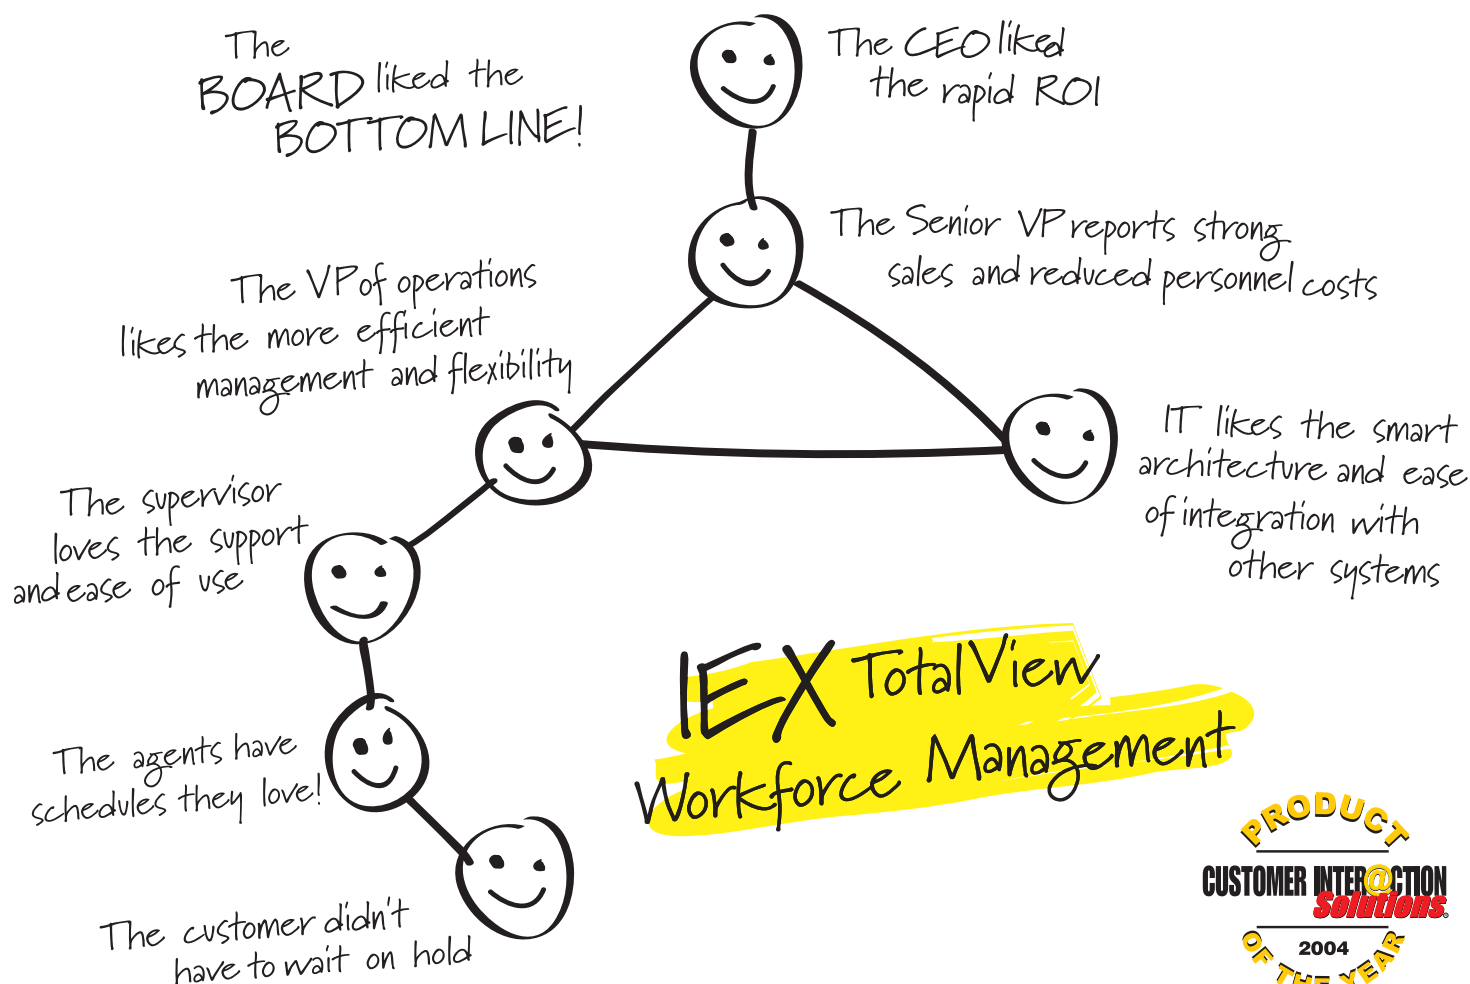 The
BOARD liked the
BOTTOM LINE!
The CEO liked
the rapid ROI
The Senior VP reports strong
sales and reduced personnel costs
The VP of operations
likes the more efficient
management and flexibility
IT likes the smart
architecture and ease
of integration with
other systems
The supervisor
loves the support
and ease of use
The agents have
schedules they love!
The customer didn't
have to wait on hold
IEX TotalView
Workforce Management
PRODUCT
CUSTOMER INTER@CTION
Solutions
2004
OF THE YEAR